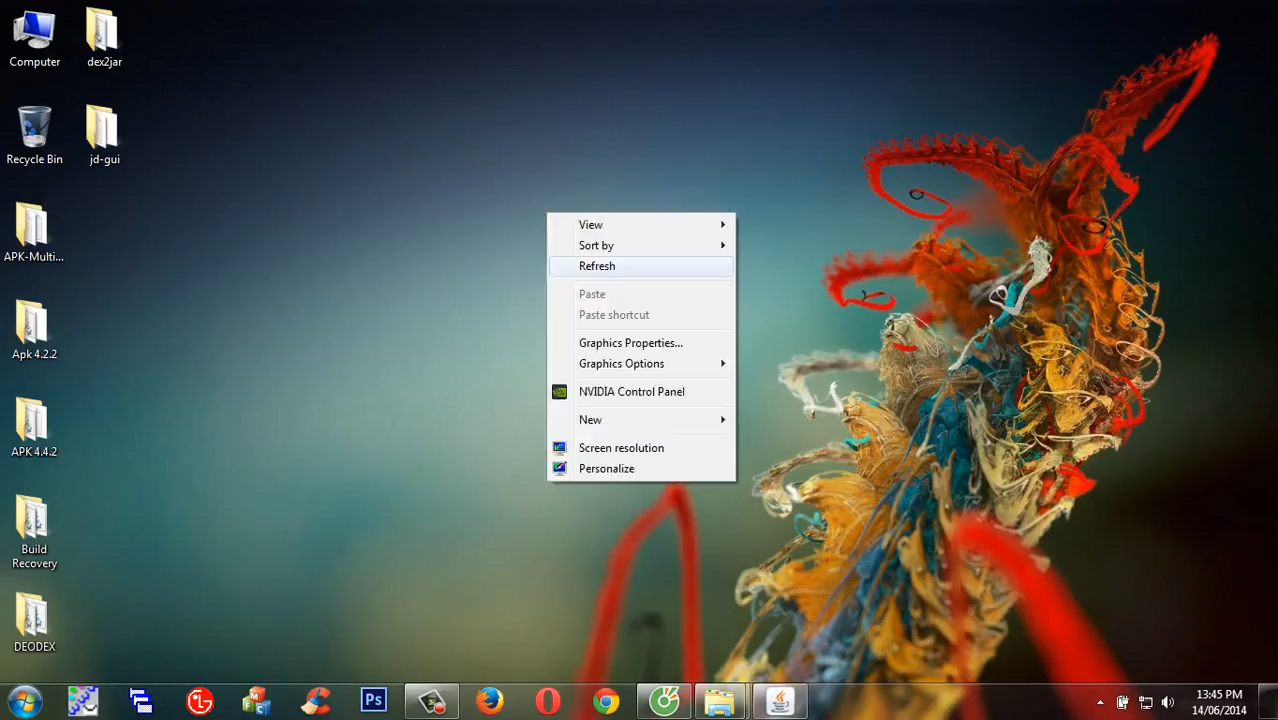 Computer
dex2jar
Recycle Bin
jd-gui
APK-Multi...
Apk 4.2.2
APK 4.4.2
Build
Recovery
DEODEX
View
Sort by
Refresh
Paste
Paste shortcut
Graphics Properties...
Graphics Options
NVIDIA Control Panel
New
Screen resolution
Personalize
LG
MFC
Ps
13:45 PM
14/06/2014